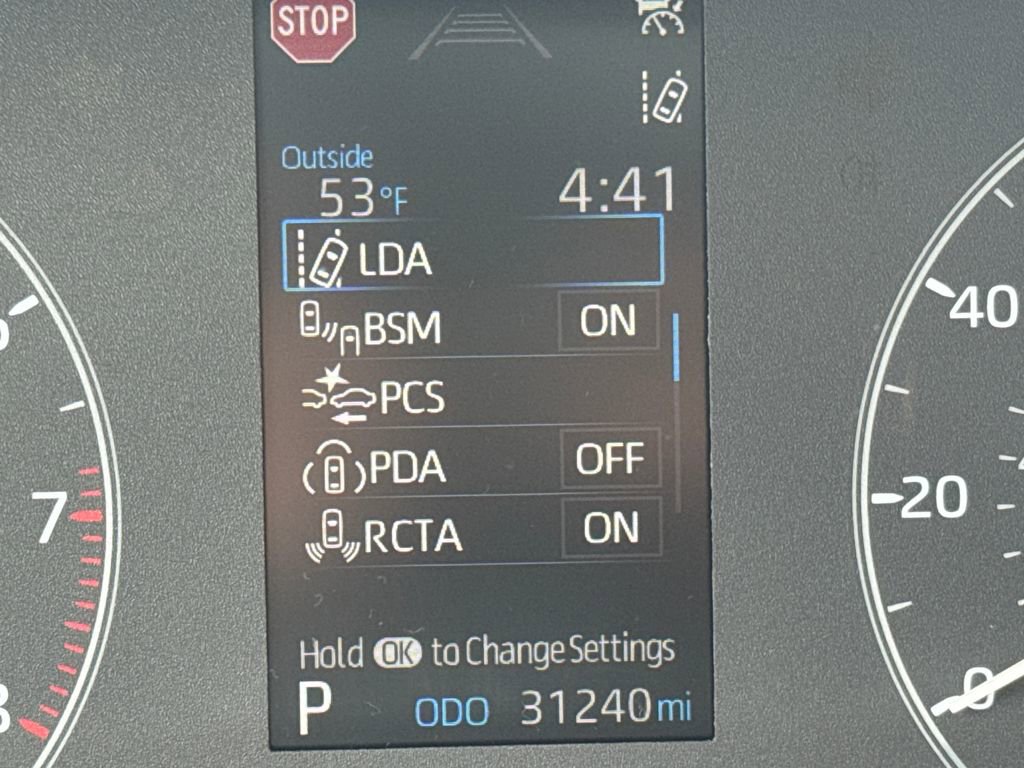 STOP
Outside
53°F 4:41
LDA
BSM ON
PCS
PDA OFF
RCTA ON
Hold OK to Change Settings
P ODO 31240 mi
7
40
20
0